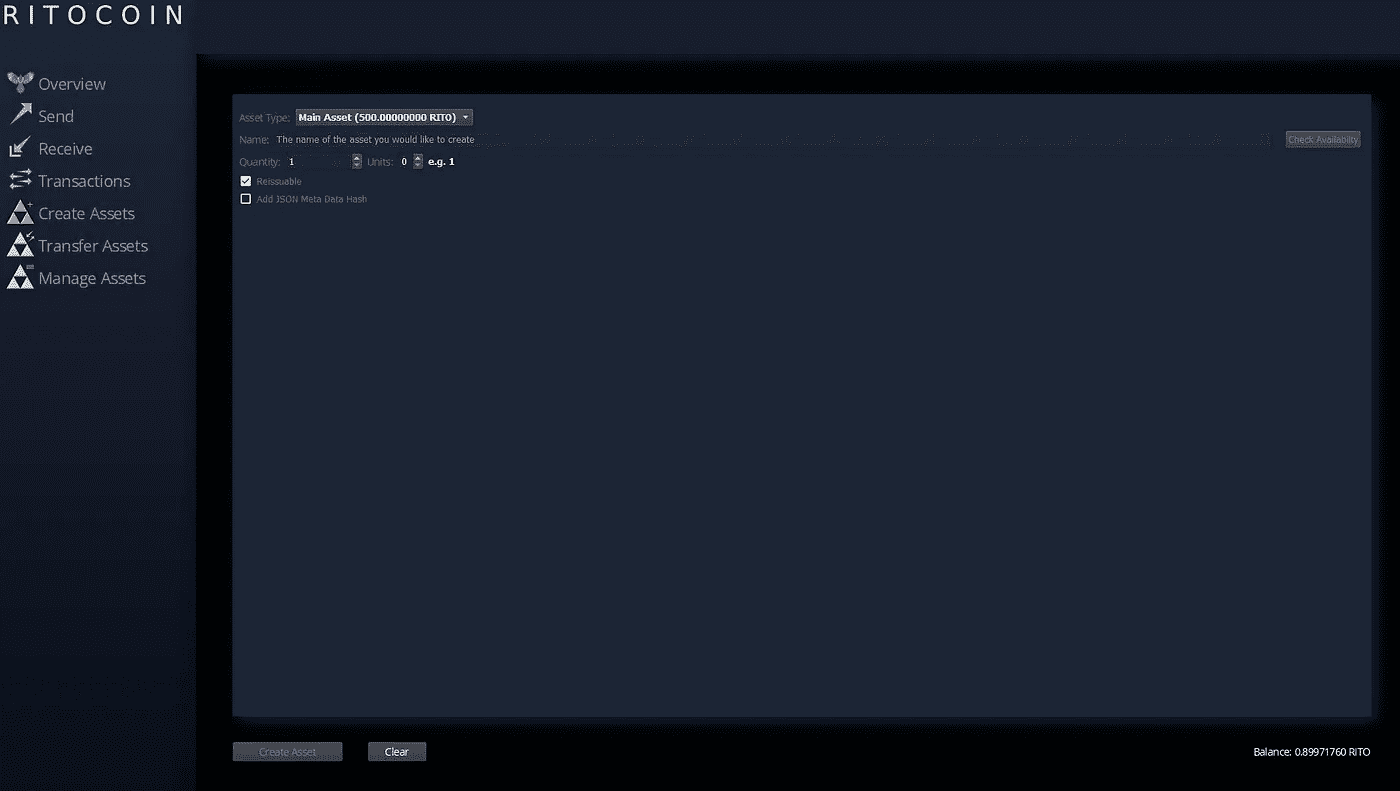 RITOCOIN
Overview
Send
Receive
Transactions
Create Assets
Transfer Assets
Manage Assets
Asset Type: Main Asset (500.00000000 RITO)
Name: The name of the asset you would like to create Check Availability
Quantity: 1 Units: 0 e.g. 1
Reissuable
Add JSON Meta Data Hash
Create Asset Clear Balance: 0.89971760 RITO